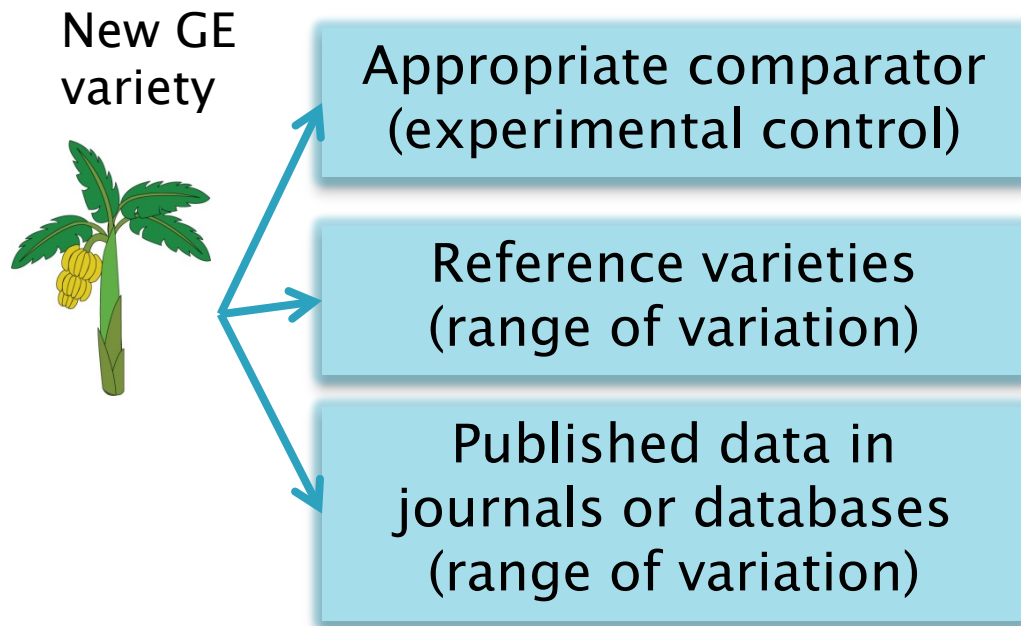 New GE
variety
Appropriate comparator
(experimental control)
Reference varieties
(range of variation)
Published data in
journals or databases
(range of variation)